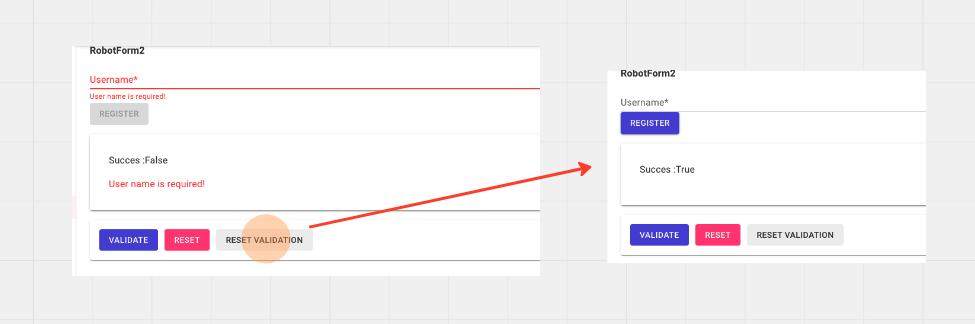 RobotForm2
Username*
User name is required!
REGISTER
Succes :False
User name is required!
VALIDATE RESET RESET VALIDATION
RobotForm2
Username*
REGISTER
Succes :True
VALIDATE RESET RESET VALIDATION